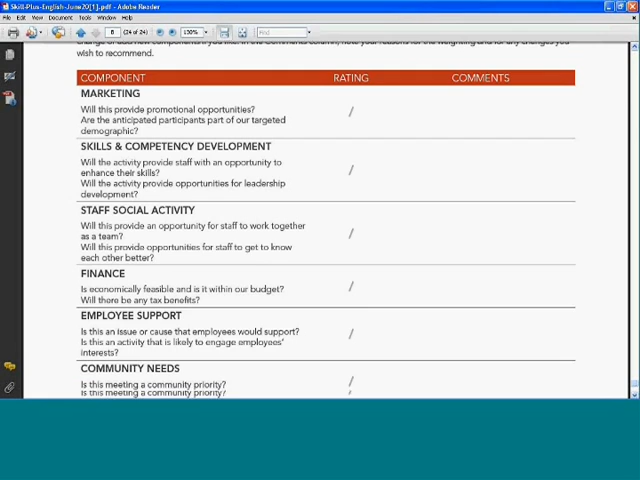 Skill-Plus-English-June20[1].pdf - Adobe Reader
File Edit View Document Tools Window Help
6 (24 of 24) 130% Find
change or add new components if you like. In the Comments column, note your reasons for the weighting and for any changes you
wish to recommend.
COMPONENT RATING COMMENTS
MARKETING
Will this provide promotional opportunities? /
Are the anticipated participants part of our targeted
demographic?
SKILLS & COMPETENCY DEVELOPMENT
Will the activity provide staff with an opportunity to
enhance their skills? /
Will the activity provide opportunities for leadership
development?
STAFF SOCIAL ACTIVITY
Will this provide an opportunity for staff to work together
as a team? /
Will this provide opportunities for staff to get to know
each other better?
FINANCE
Is economically feasible and is it within our budget? /
Will there be any tax benefits?
EMPLOYEE SUPPORT
Is this an issue or cause that employees would support? /
Is this an activity that is likely to engage employees'
interests?
COMMUNITY NEEDS
Is this meeting a community priority? /
Is this meeting a community priority? /